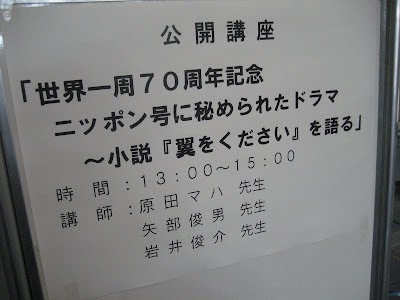 公開講座
「世界一周７０周年記念
ニッポン号に秘められたドラマ
～小説『翼をください』を語る」
時間：１３：００～１５：００
講師：原田マハ 先生
矢部俊男 先生
岩井俊介 先生